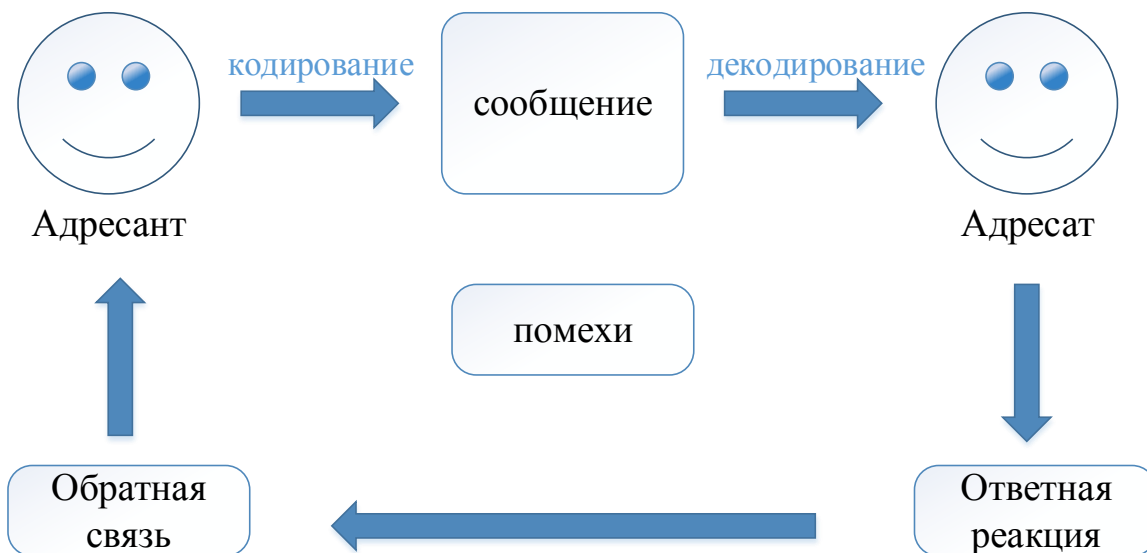 кодирование
сообщение
декодирование
Адресант
Адресат
помехи
Обратная
связь
Ответная
реакция